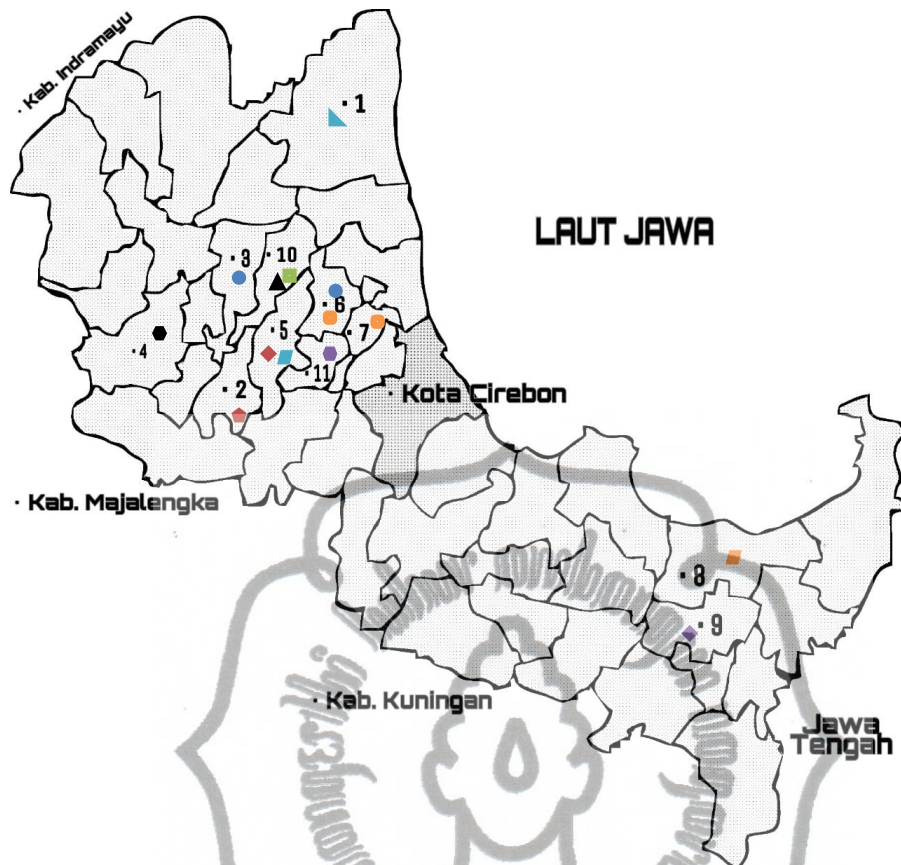 · Kab. Indramayu
· 1
LAUT JAWA
· 3
· 10
· 6
· 5
· 7
· 4
· 11
· 2
· Kota Cirebon
· Kab. Majalengka
· 8
· 9
· Kab. Kuningan
Jawa
Tengah